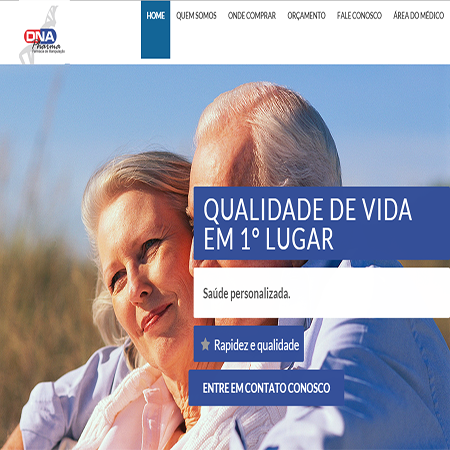 DNA
Pharma
Farmácia de Manipulação
HOME QUEM SOMOS ONDE COMPRAR ORÇAMENTO FALE CONOSCO ÁREA DO MÉDICO
QUALIDADE DE VIDA
EM 1º LUGAR
Saúde personalizada.
Rapidez e qualidade
ENTRE EM CONTATO CONOSCO